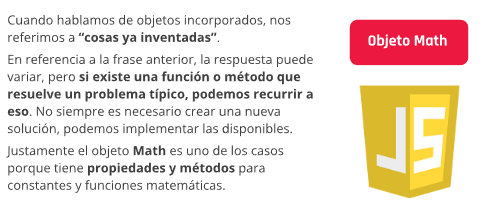 Cuando hablamos de objetos incorporados, nos
referimos a “cosas ya inventadas”.
En referencia a la frase anterior, la respuesta puede
variar, pero si existe una función o método que
resuelve un problema típico, podemos recurrir a
eso. No siempre es necesario crear una nueva
solución, podemos implementar las disponibles.
Justamente el objeto Math es uno de los casos
porque tiene propiedades y métodos para
constantes y funciones matemáticas.
Objeto Math
JS